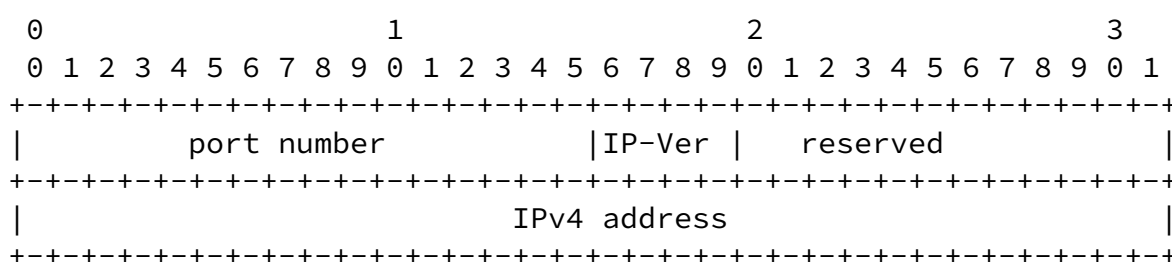 0                   1                   2                   3
 0 1 2 3 4 5 6 7 8 9 0 1 2 3 4 5 6 7 8 9 0 1 2 3 4 5 6 7 8 9 0 1
+-+-+-+-+-+-+-+-+-+-+-+-+-+-+-+-+-+-+-+-+-+-+-+-+-+-+-+-+-+-+-+-+
|         port number           |IP-Ver |   reserved            |
+-+-+-+-+-+-+-+-+-+-+-+-+-+-+-+-+-+-+-+-+-+-+-+-+-+-+-+-+-+-+-+-+
|                           IPv4 address                        |
+-+-+-+-+-+-+-+-+-+-+-+-+-+-+-+-+-+-+-+-+-+-+-+-+-+-+-+-+-+-+-+-+